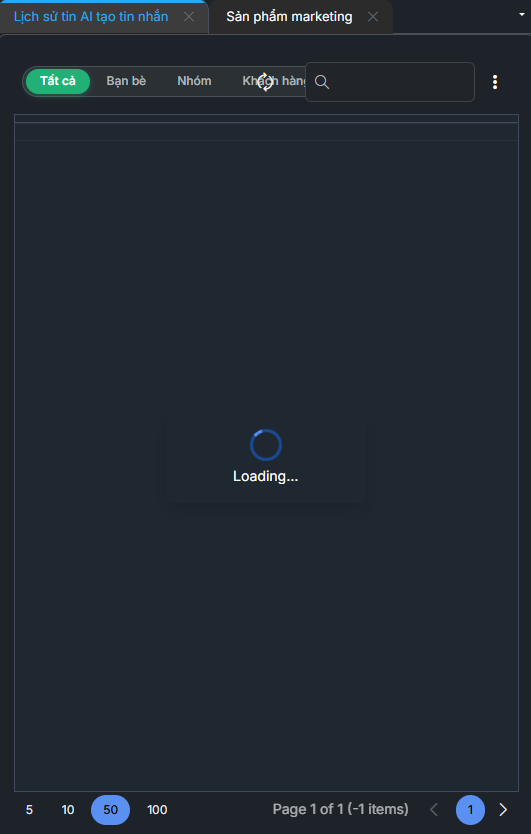 Lịch sử tin AI tạo tin nhắn
Sản phẩm marketing
Tất cả
Bạn bè
Nhóm
Khách hàng
Loading...
5 10 50 100 Page 1 of 1 (-1 items) 1